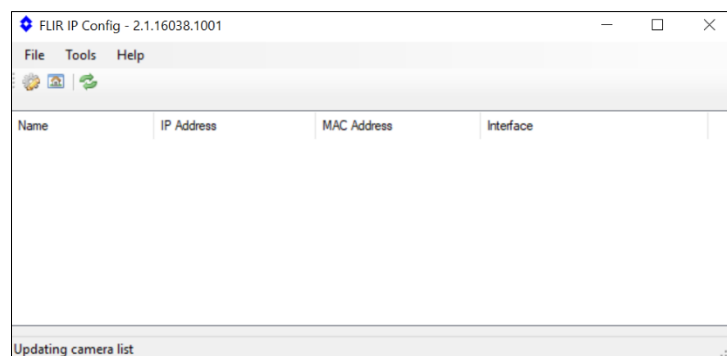 FLIR IP Config - 2.1.16038.1001
File Tools Help
Name IP Address MAC Address Interface
Updating camera list